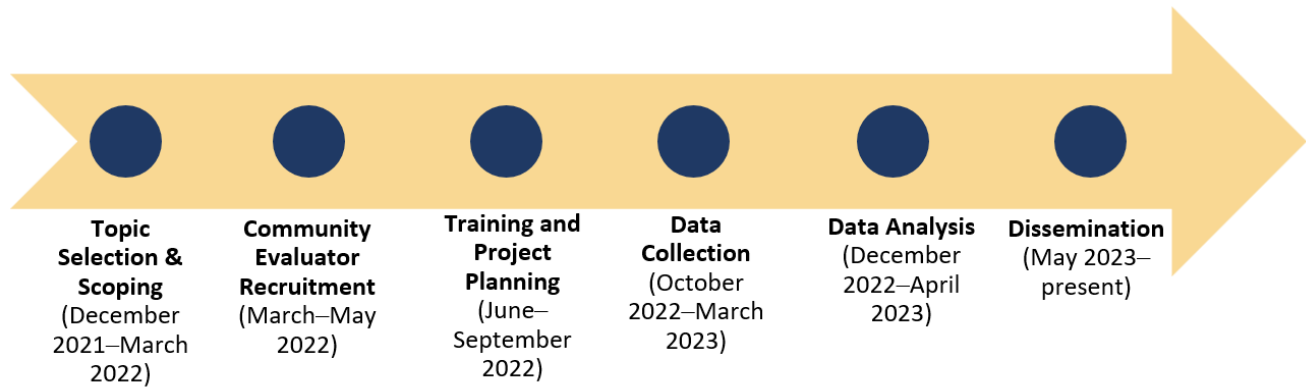 Topic
Selection &
Scoping
(December
2021–March
2022)
Community
Evaluator
Recruitment
(March–May
2022)
Training and
Project
Planning
(June–
September
2022)
Data
Collection
(October
2022–March
2023)
Data Analysis
(December
2022–April
2023)
Dissemination
(May 2023–
present)